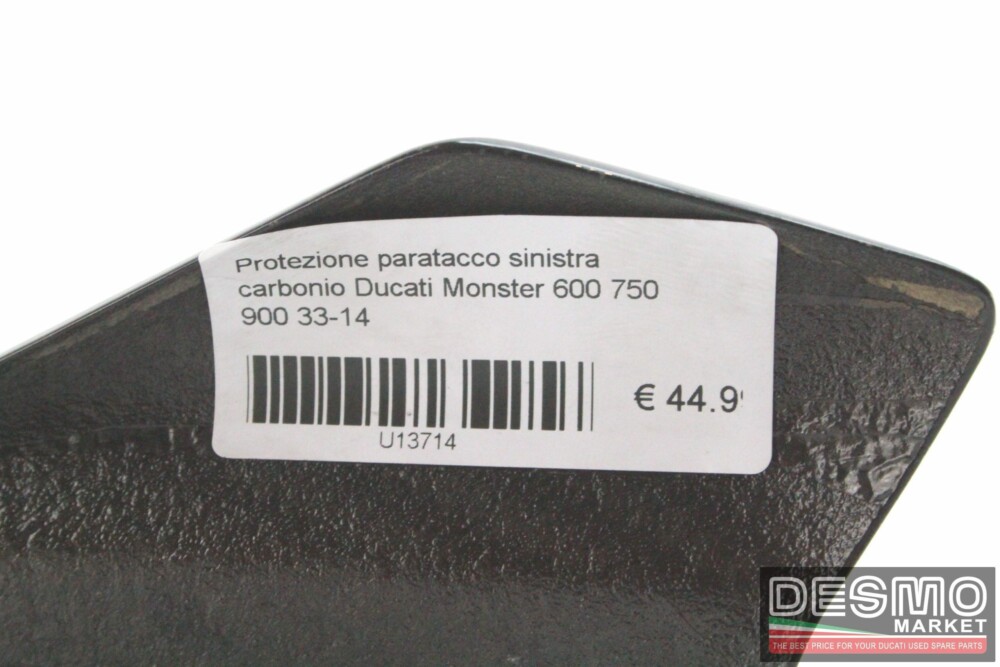 Protezione paratacco sinistra
carbonio Ducati Monster 600 750
900 33-14
€ 44.9
U13714
DESMO
MARKET
THE BEST PRICE FOR YOUR DUCATI USED SPARE PARTS